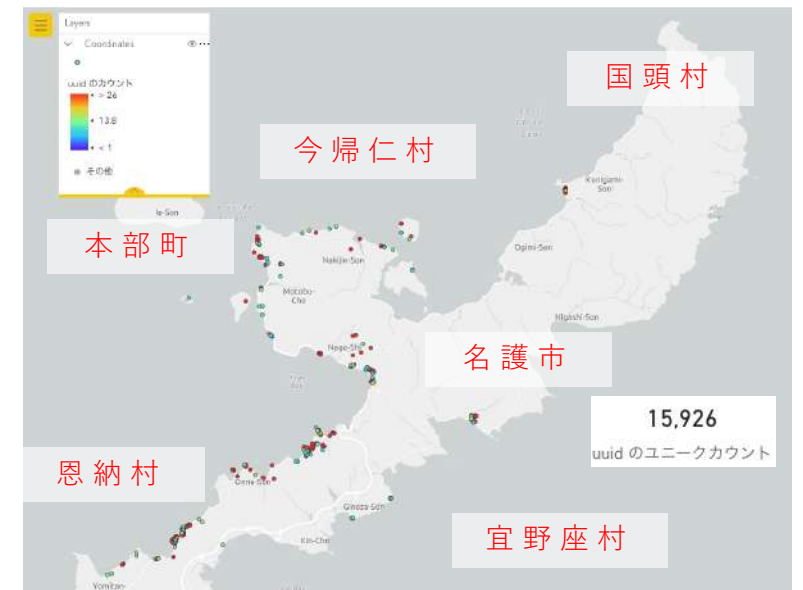 Layers
Coordinates
uuid のカウント
> 26
13.8
< 1
その他
国頭村
今帰仁村
Kunigami-
Son
Ie-Son
本部町
Ogimi-Son
Nakijin-Son
Motobu-
Cho
Higashi-Son
Nago-Shi
名護市
15,926
uuid のユニークカウント
恩納村
Onna-Son
Ginoza-Son
宜野座村
Kin-Cho
Yomitan-